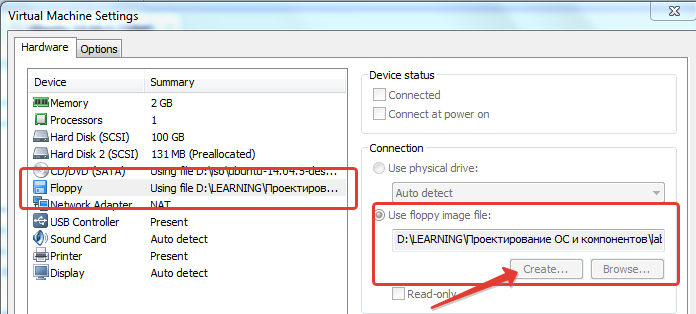 Virtual Machine Settings
Hardware Options
Device Summary
Memory 2 GB
Processors 1
Hard Disk (SCSI) 100 GB
Hard Disk 2 (SCSI) 131 MB (Preallocated)
CD/DVD (SATA) Using file D:\iso\ubuntu-14.04.5-des...
Floppy Using file D:\LEARNING\Проектиров...
Network Adapter NAT
USB Controller Present
Sound Card Auto detect
Printer Present
Display Auto detect
Device status
Connected
Connect at power on
Connection
Use physical drive:
Auto detect
Use floppy image file:
D:\LEARNING\Проектирование ОС и компонентов\lab
Create... Browse...
Read-only